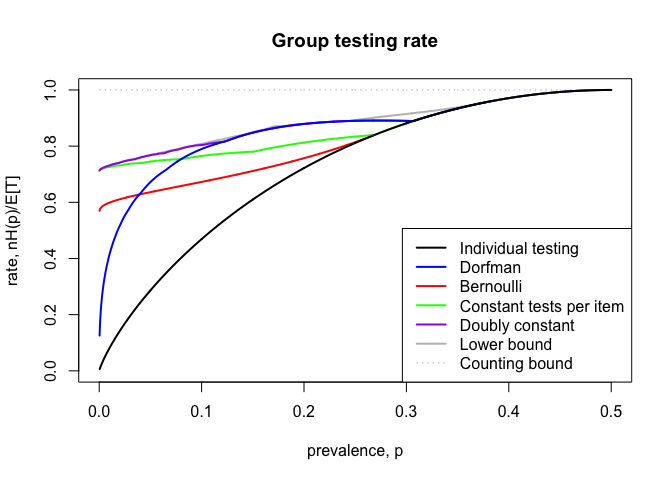 Group testing rate
rate, nH(p)/E[T]
1.0
0.8
0.6
0.4
0.2
0.0
Individual testing
Dorfman
Bernoulli
Constant tests per item
Doubly constant
Lower bound
Counting bound
0.0 0.1 0.2 0.3 0.4 0.5
prevalence, p